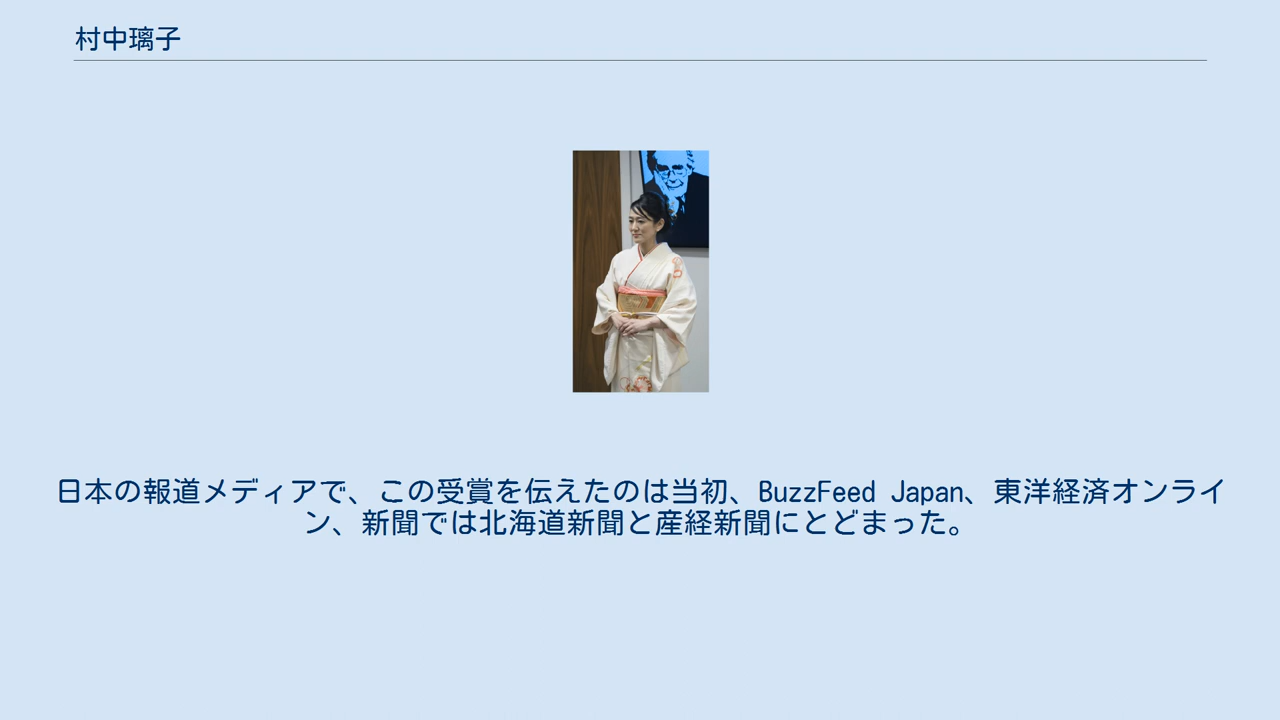 村中璃子
日本の報道メディアで、この受賞を伝えたのは当初、BuzzFeed Japan、東洋経済オンライ
ン、新聞では北海道新聞と産経新聞にとどまった。